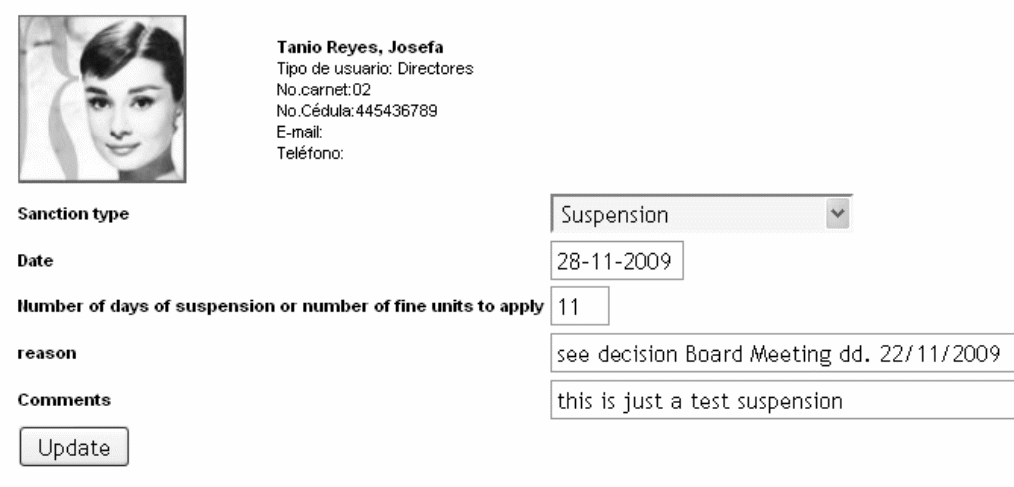 Tanio Reyes, Josefa
Tipo de usuario: Directores
No.carnet:02
No.Cédula:445436789
E-mail:
Teléfono:
Sanction type Suspension
Date 28-11-2009
Number of days of suspension or number of fine units to apply 11
reason see decision Board Meeting dd. 22/11/2009
Comments this is just a test suspension
Update